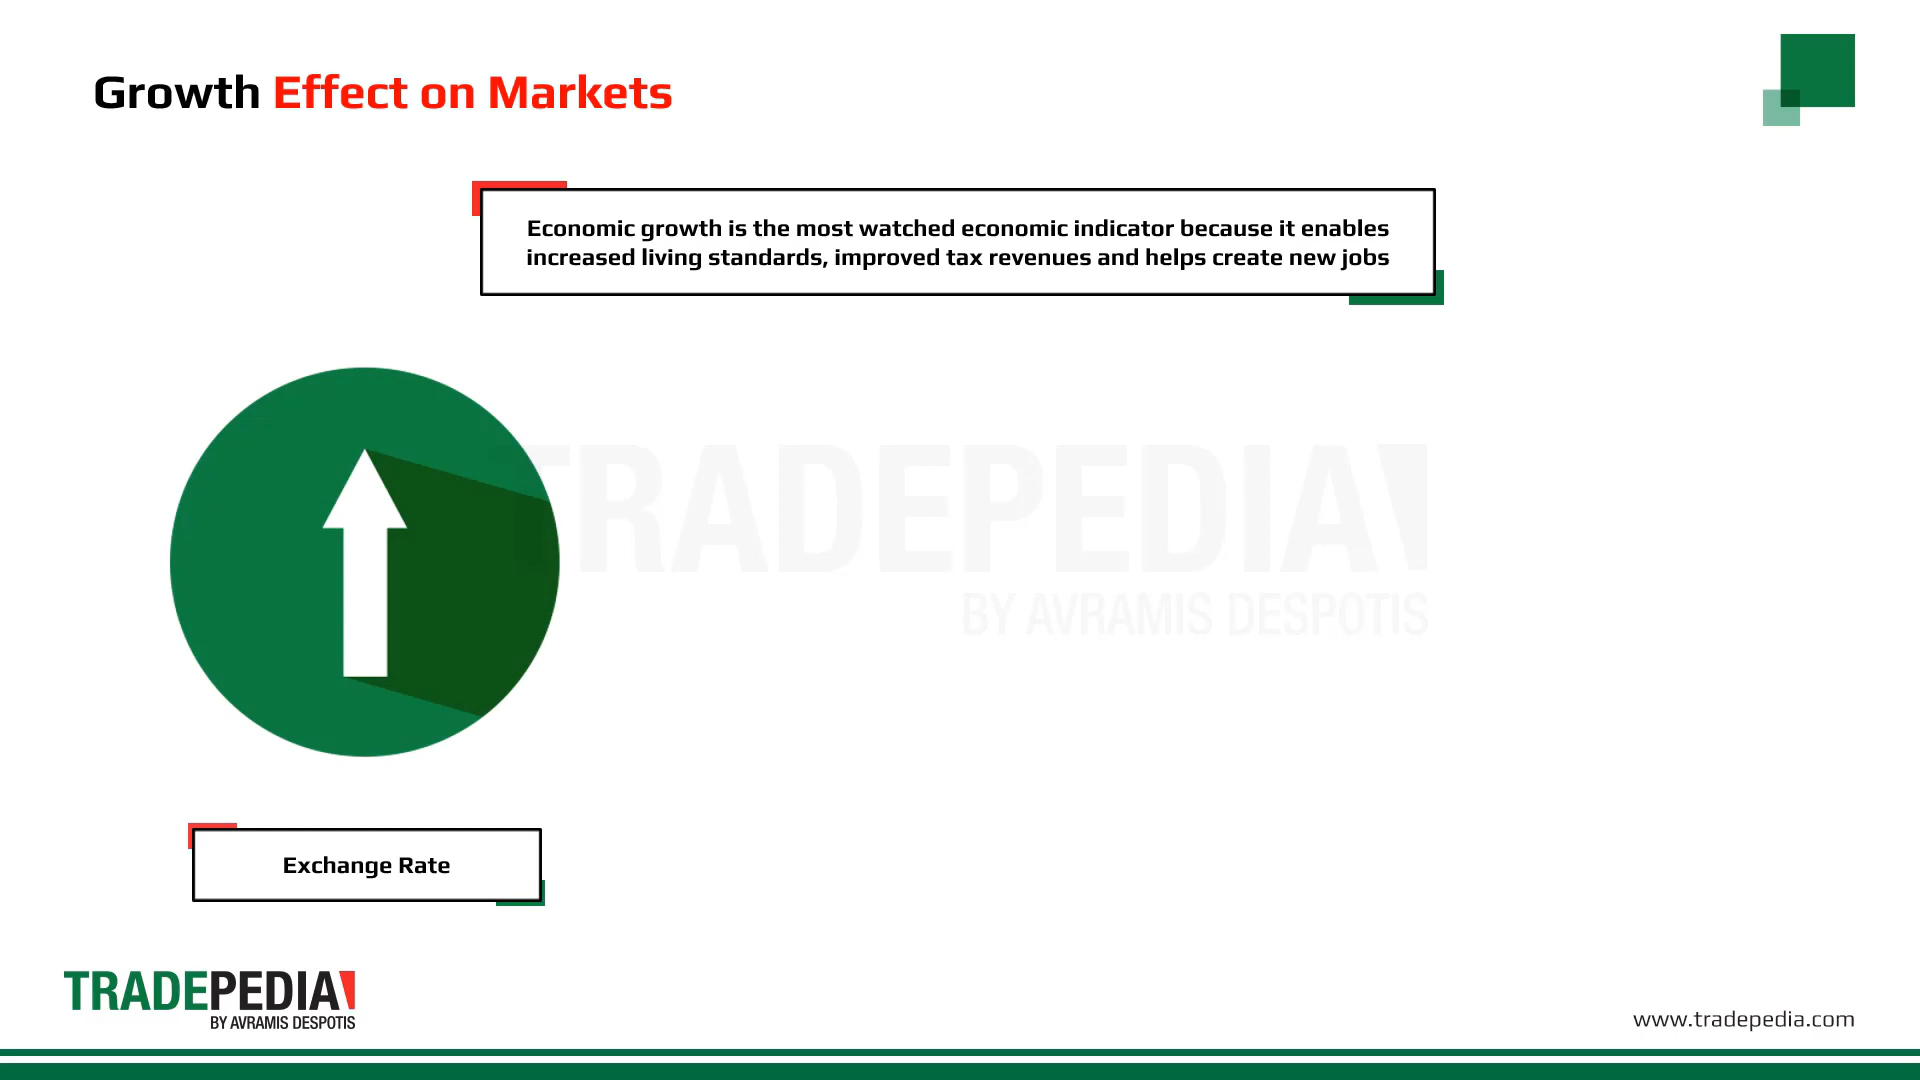 Growth Effect on Markets
Economic growth is the most watched economic indicator because it enables
increased living standards, improved tax revenues and helps create new jobs
TRADEPEDIA
BY AVRAMIS DESPOTIS
Exchange Rate
TRADEPEDIA
BY AVRAMIS DESPOTIS
www.tradepedia.com